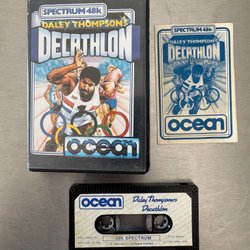 SPECTRUM 48K
DALEY THOMPSON'S
DECATHLON
ocean
SPECTRUM 48K
DALEY THOMPSON'S
DECATHLON
ocean
ocean
Daley Thompson's
Decathlon
48K SPECTRUM